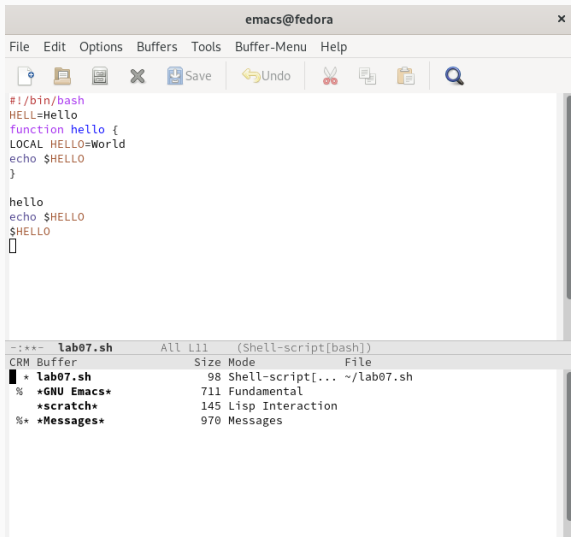 emacs@fedora ×
File Edit Options Buffers Tools Buffer-Menu Help
Save Undo
#!/bin/bash
HELL=Hello
function hello {
LOCAL HELLO=World
echo $HELLO
}
hello
echo $HELLO
$HELLO
-:**- lab07.sh All L11 (Shell-script[bash])
CRM Buffer Size Mode File
* lab07.sh 98 Shell-script[... ~/lab07.sh
% *GNU Emacs* 711 Fundamental
*scratch* 145 Lisp Interaction
%* *Messages* 970 Messages